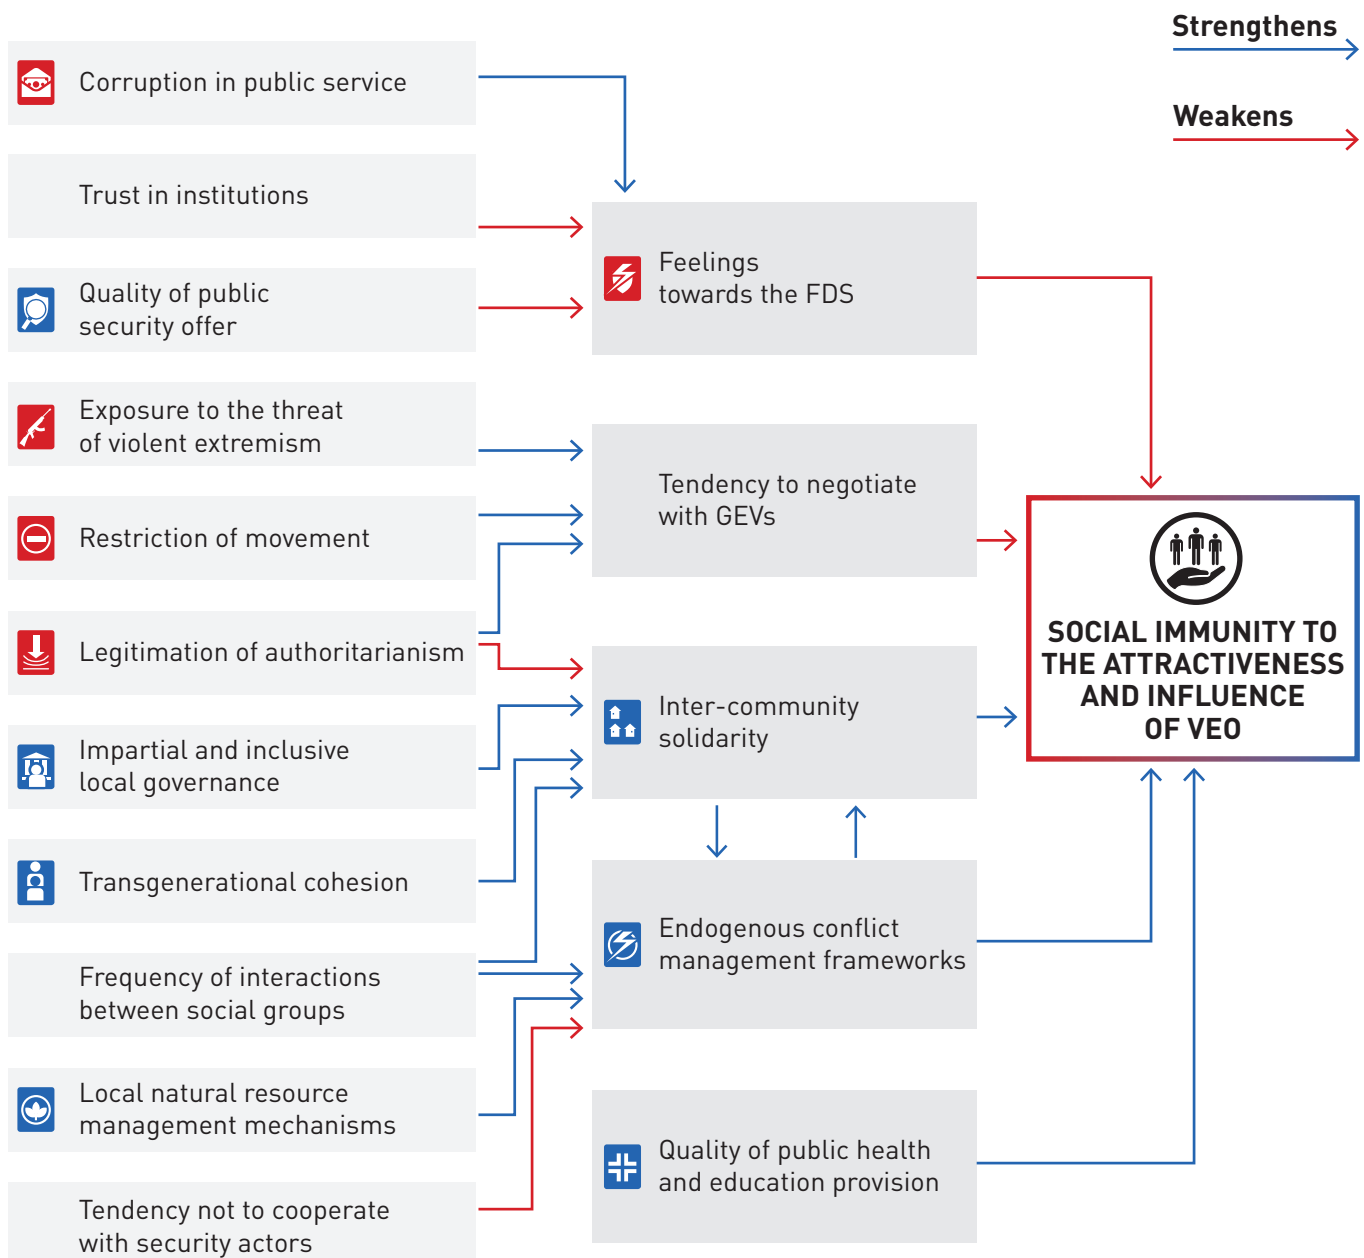 Strengthens
Weakens
Corruption in public service
Trust in institutions
Quality of public
security offer
Exposure to the threat
of violent extremism
Restriction of movement
Legitimation of authoritarianism
Impartial and inclusive
local governance
Transgenerational cohesion
Frequency of interactions
between social groups
Local natural resource
management mechanisms
Tendency not to cooperate
with security actors
Feelings
towards the FDS
Tendency to negotiate
with GEVs
Inter-community
solidarity
Endogenous conflict
management frameworks
Quality of public health
and education provision
SOCIAL IMMUNITY TO
THE ATTRACTIVENESS
AND INFLUENCE
OF VEO